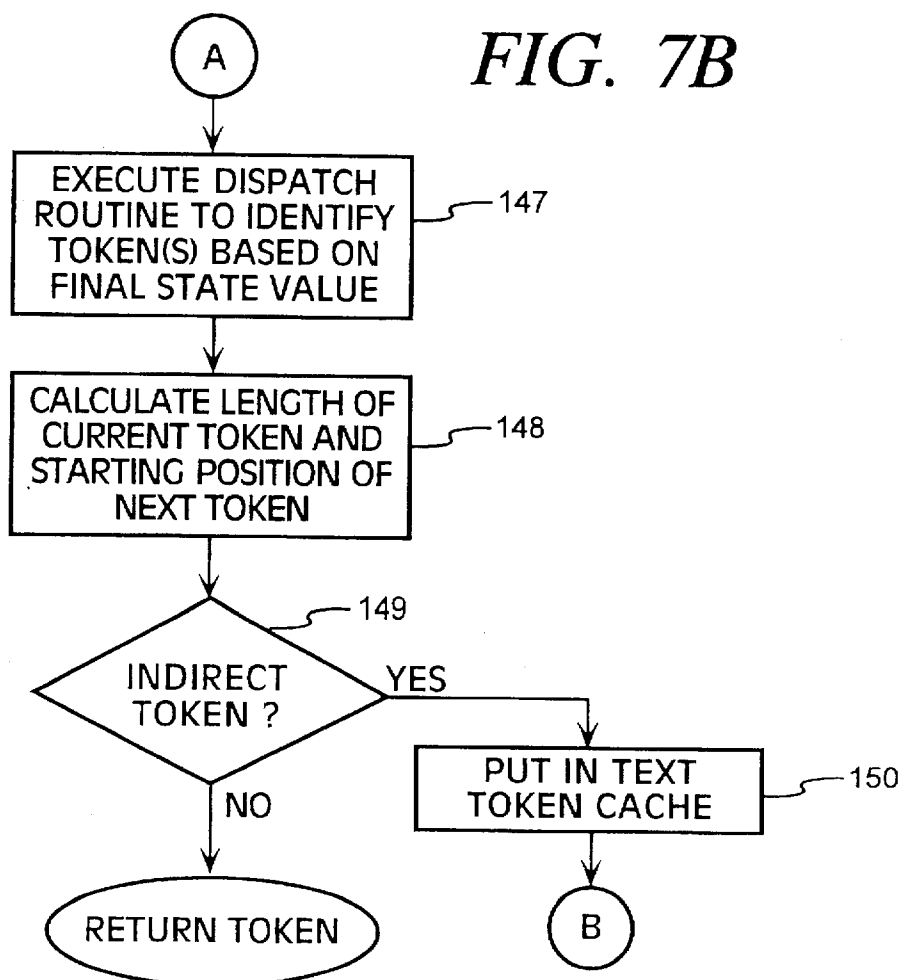 A
FIG. 7B
EXECUTE DISPATCH
ROUTINE TO IDENTIFY
TOKEN(S) BASED ON
FINAL STATE VALUE
147
CALCULATE LENGTH OF
CURRENT TOKEN AND
STARTING POSITION OF
NEXT TOKEN
148
149
INDIRECT
TOKEN ?
YES
NO
PUT IN TEXT
TOKEN CACHE
150
RETURN TOKEN
B